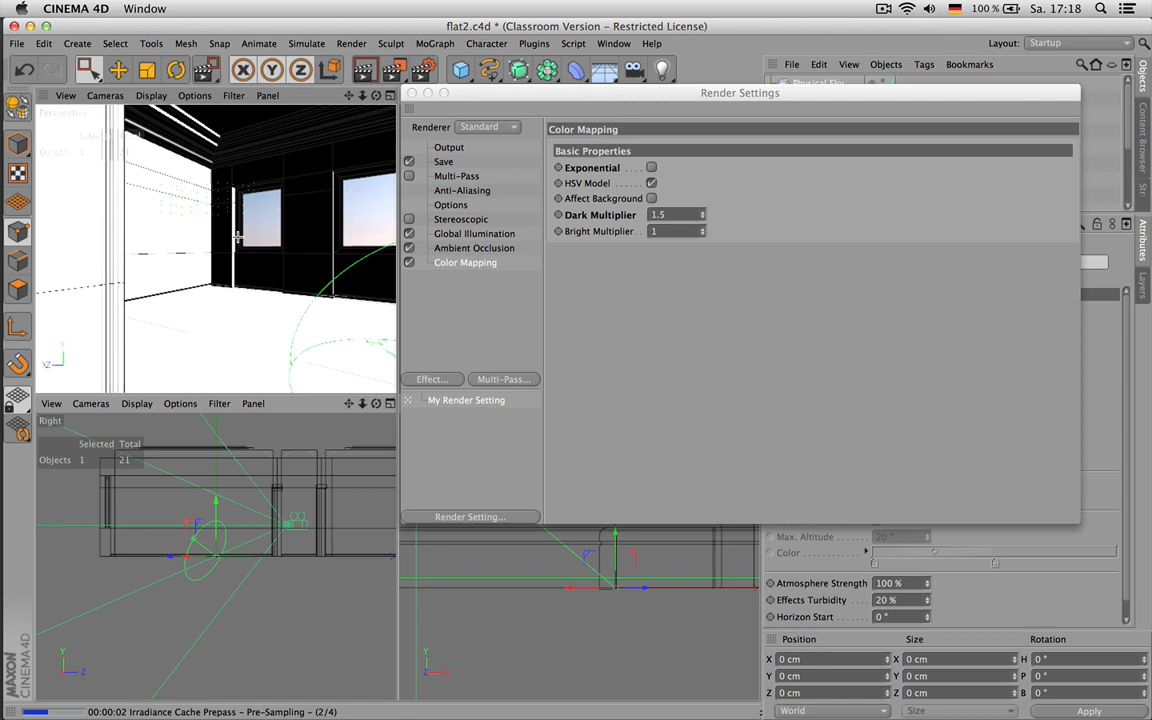 CINEMA 4D Window 100 % Sa. 17:18
flat2.c4d * (Classroom Version - Restricted License)
File Edit Create Select Tools Mesh Snap Animate Simulate Render Sculpt MoGraph Character Plugins Script Window Help Layout: Startup
X Y Z File Edit View Objects Tags Bookmarks
Physical Sky
View Cameras Display Options Filter Panel
Render Settings
Perspective
Renderer Standard
Output
Save
Multi-Pass
Anti-Aliasing
Options
Stereoscopic
Global Illumination
Ambient Occlusion
Color Mapping
Effect... Multi-Pass...
My Render Setting
Render Setting...
Color Mapping
Basic Properties
Exponential
HSV Model
Affect Background
Dark Multiplier 1.5
Bright Multiplier 1
Objects
Content Browser
Attributes
Layers
View Cameras Display Options Filter Panel
Right
Selected Total
Objects 1 21
Max. Altitude 20 °
Color
Atmosphere Strength 100 %
Effects Turbidity 20 %
Horizon Start 0 °
Position Size Rotation
X 0 cm X 0 cm H 0 °
Y 0 cm Y 0 cm P 0 °
Z 0 cm Z 0 cm B 0 °
World Size Apply
Y
Z
Y
X
MAXON
CINEMA 4D
00:00:02 Irradiance Cache Prepass - Pre-Sampling - (2/4)